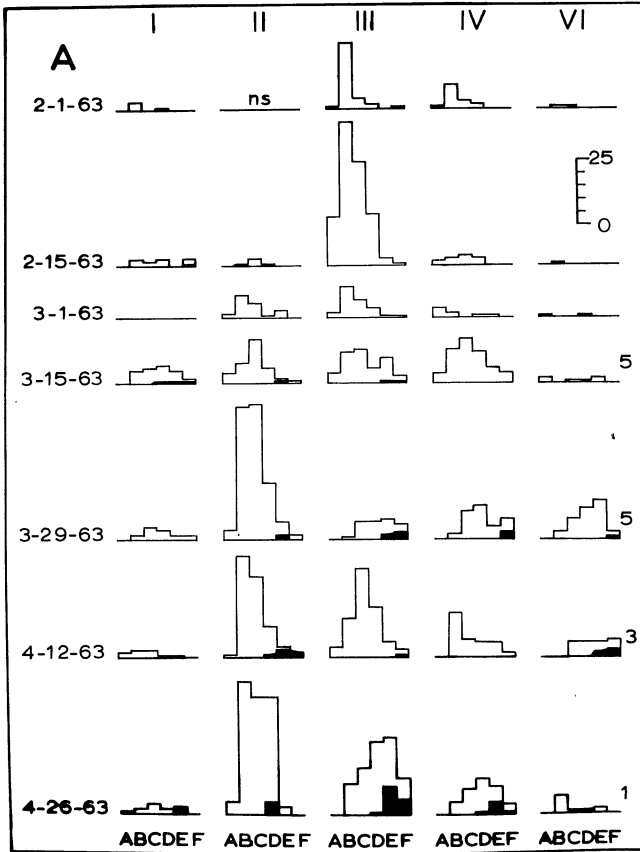 I II III IV VI
A
2-1-63 ns
25
0
2-15-63
3-1-63
3-15-63 5
3-29-63 5
4-12-63 3
4-26-63 1
ABCDEF ABCDEF ABCDEF ABCDEF ABCDEF